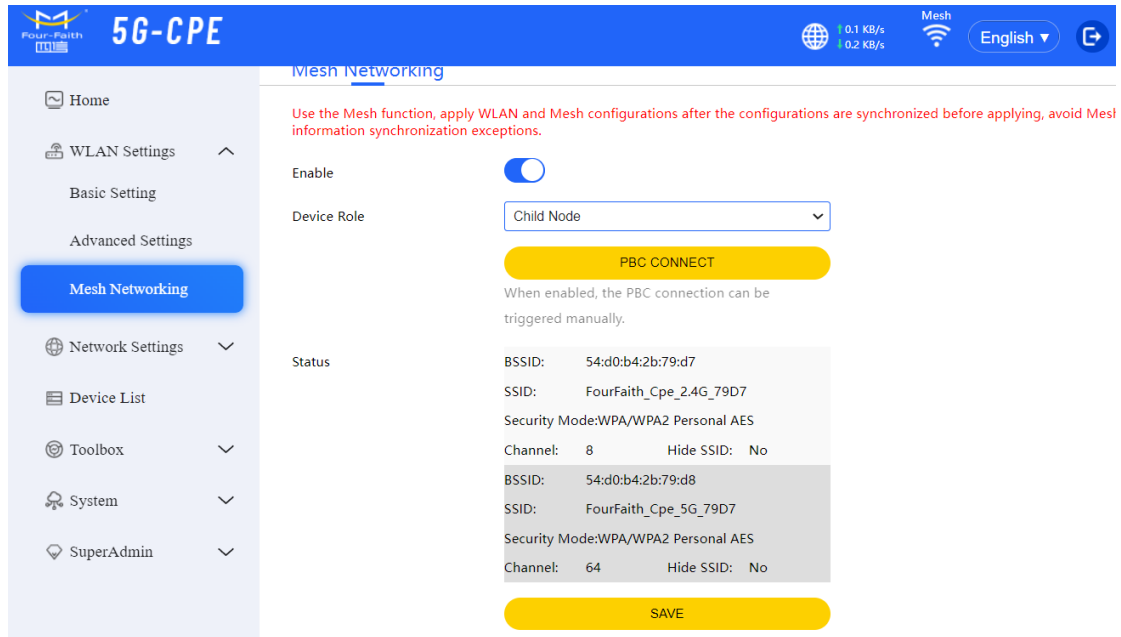 Four-Faith
四信
5G-CPE
↑0.1 KB/s
↓0.2 KB/s
Mesh
English ▼
Home
WLAN Settings
Basic Setting
Advanced Settings
Mesh Networking
Network Settings
Device List
Toolbox
System
SuperAdmin
Mesh Networking
Use the Mesh function, apply WLAN and Mesh configurations after the configurations are synchronized before applying, avoid Mesh
information synchronization exceptions.
Enable
Device Role
Child Node
PBC CONNECT
When enabled, the PBC connection can be
triggered manually.
Status
BSSID: 54:d0:b4:2b:79:d7
SSID: FourFaith_Cpe_2.4G_79D7
Security Mode:WPA/WPA2 Personal AES
Channel: 8 Hide SSID: No
BSSID: 54:d0:b4:2b:79:d8
SSID: FourFaith_Cpe_5G_79D7
Security Mode:WPA/WPA2 Personal AES
Channel: 64 Hide SSID: No
SAVE